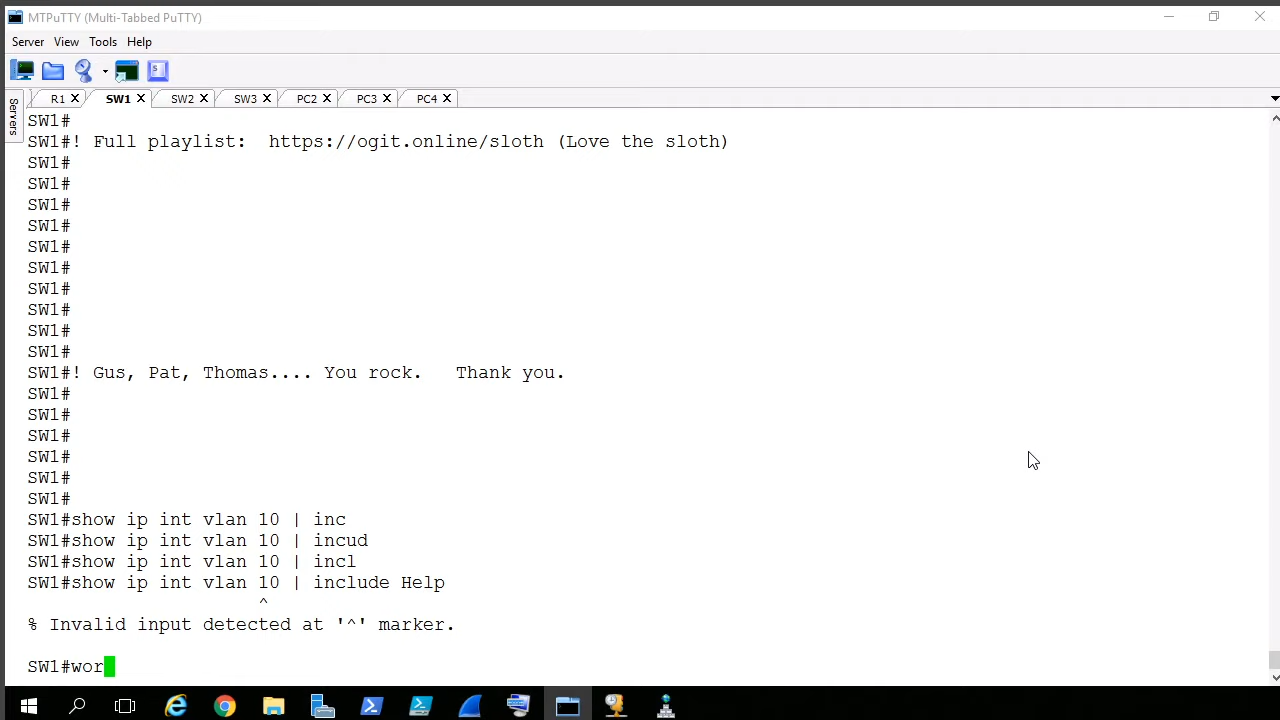 MTPuTTY (Multi-Tabbed PuTTY)
Server View Tools Help
Servers
R1 SW1 SW2 SW3 PC2 PC3 PC4
SW1#
SW1#! Full playlist:  https://ogit.online/sloth (Love the sloth)
SW1#
SW1#
SW1#
SW1#
SW1#
SW1#
SW1#
SW1#
SW1#
SW1#
SW1#! Gus, Pat, Thomas.... You rock.   Thank you.
SW1#
SW1#
SW1#
SW1#
SW1#
SW1#
SW1#show ip int vlan 10 | inc
SW1#show ip int vlan 10 | incud
SW1#show ip int vlan 10 | incl
SW1#show ip int vlan 10 | include Help
^
% Invalid input detected at '^' marker.
SW1#wor